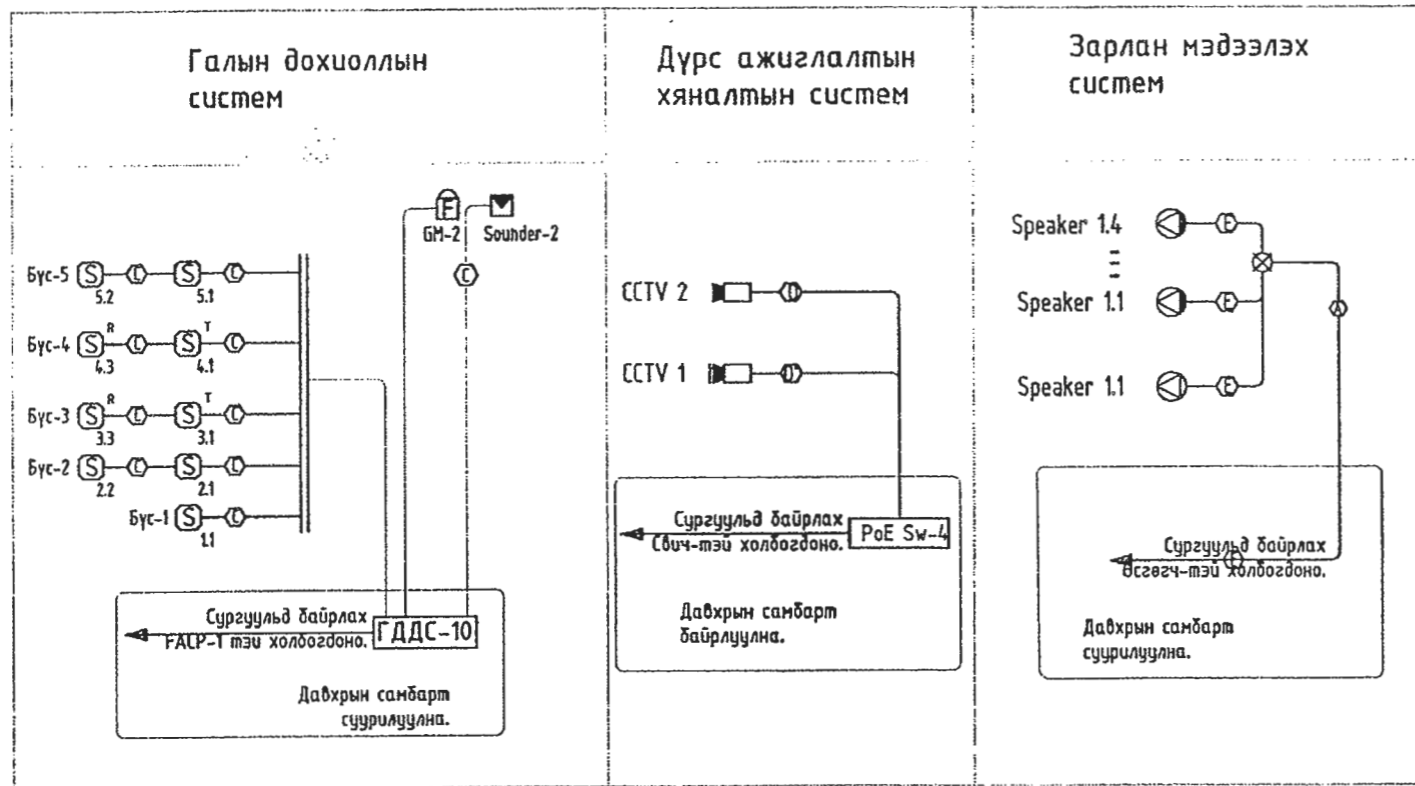 Галын дохиоллын
систем
Дүрс ажиглалтын
хяналтын систем
Зарлан мэдээлэх
систем
F
GM-2
Sounder-2
C
Бүс-5 S C S C
5.2 5.1
R T
Бүс-4 S C S C
4.3 4.1
R T
Бүс-3 S C S C
3.3 3.1
Бүс-2 S C S C
2.2 2.1
Бүс-1 S C
1.1
Сургуульд байрлах
FACP-1 тэй холбогдоно.
ГДДС-10
Давхрын самбарт
суурилуулна.
CCTV 2 D
CCTV 1 D
Сургуульд байрлах
Свич-тэй холбогдоно.
PoE Sw-4
Давхрын самбарт
байрлуулна.
Speaker 1.4 E
Speaker 1.1 E
A
Speaker 1.1 E
Сургуульд байрлах
Өсгөгч-тэй холбогдоно.
Давхрын самбарт
суурилуулна.